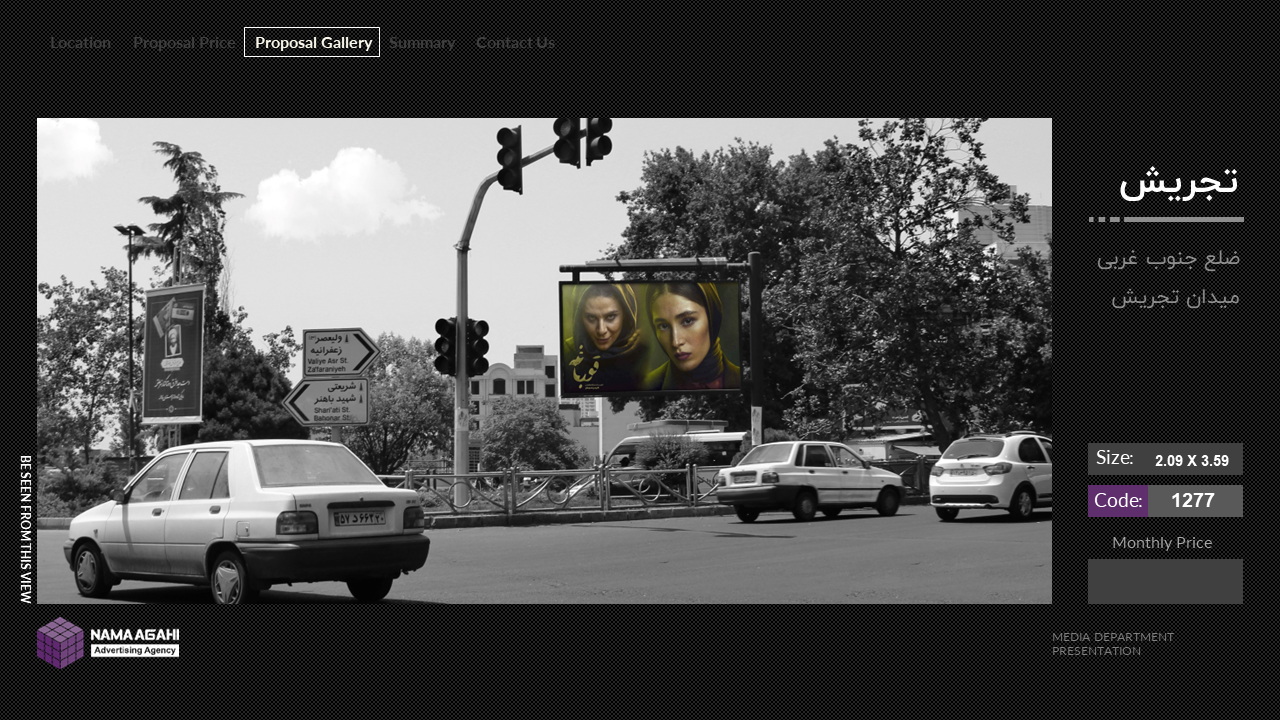 Location
Proposal Price
Proposal Gallery
Summary
Contact Us
تجریش
ضلع جنوب غربی
میدان تجریش
ولیعصر
زعفرانیه
Valiye Asr St.
Zafaraniyeh
شریعتی
شهید باهنر
Shari'ati St.
Bahonar St.
قورباغه
Size: 2.09 X 3.59
Code: 1277
Monthly Price
BE SEEN FROM THIS VIEW
NAMA AGAHI
Advertising Agency
MEDIA DEPARTMENT
PRESENTATION